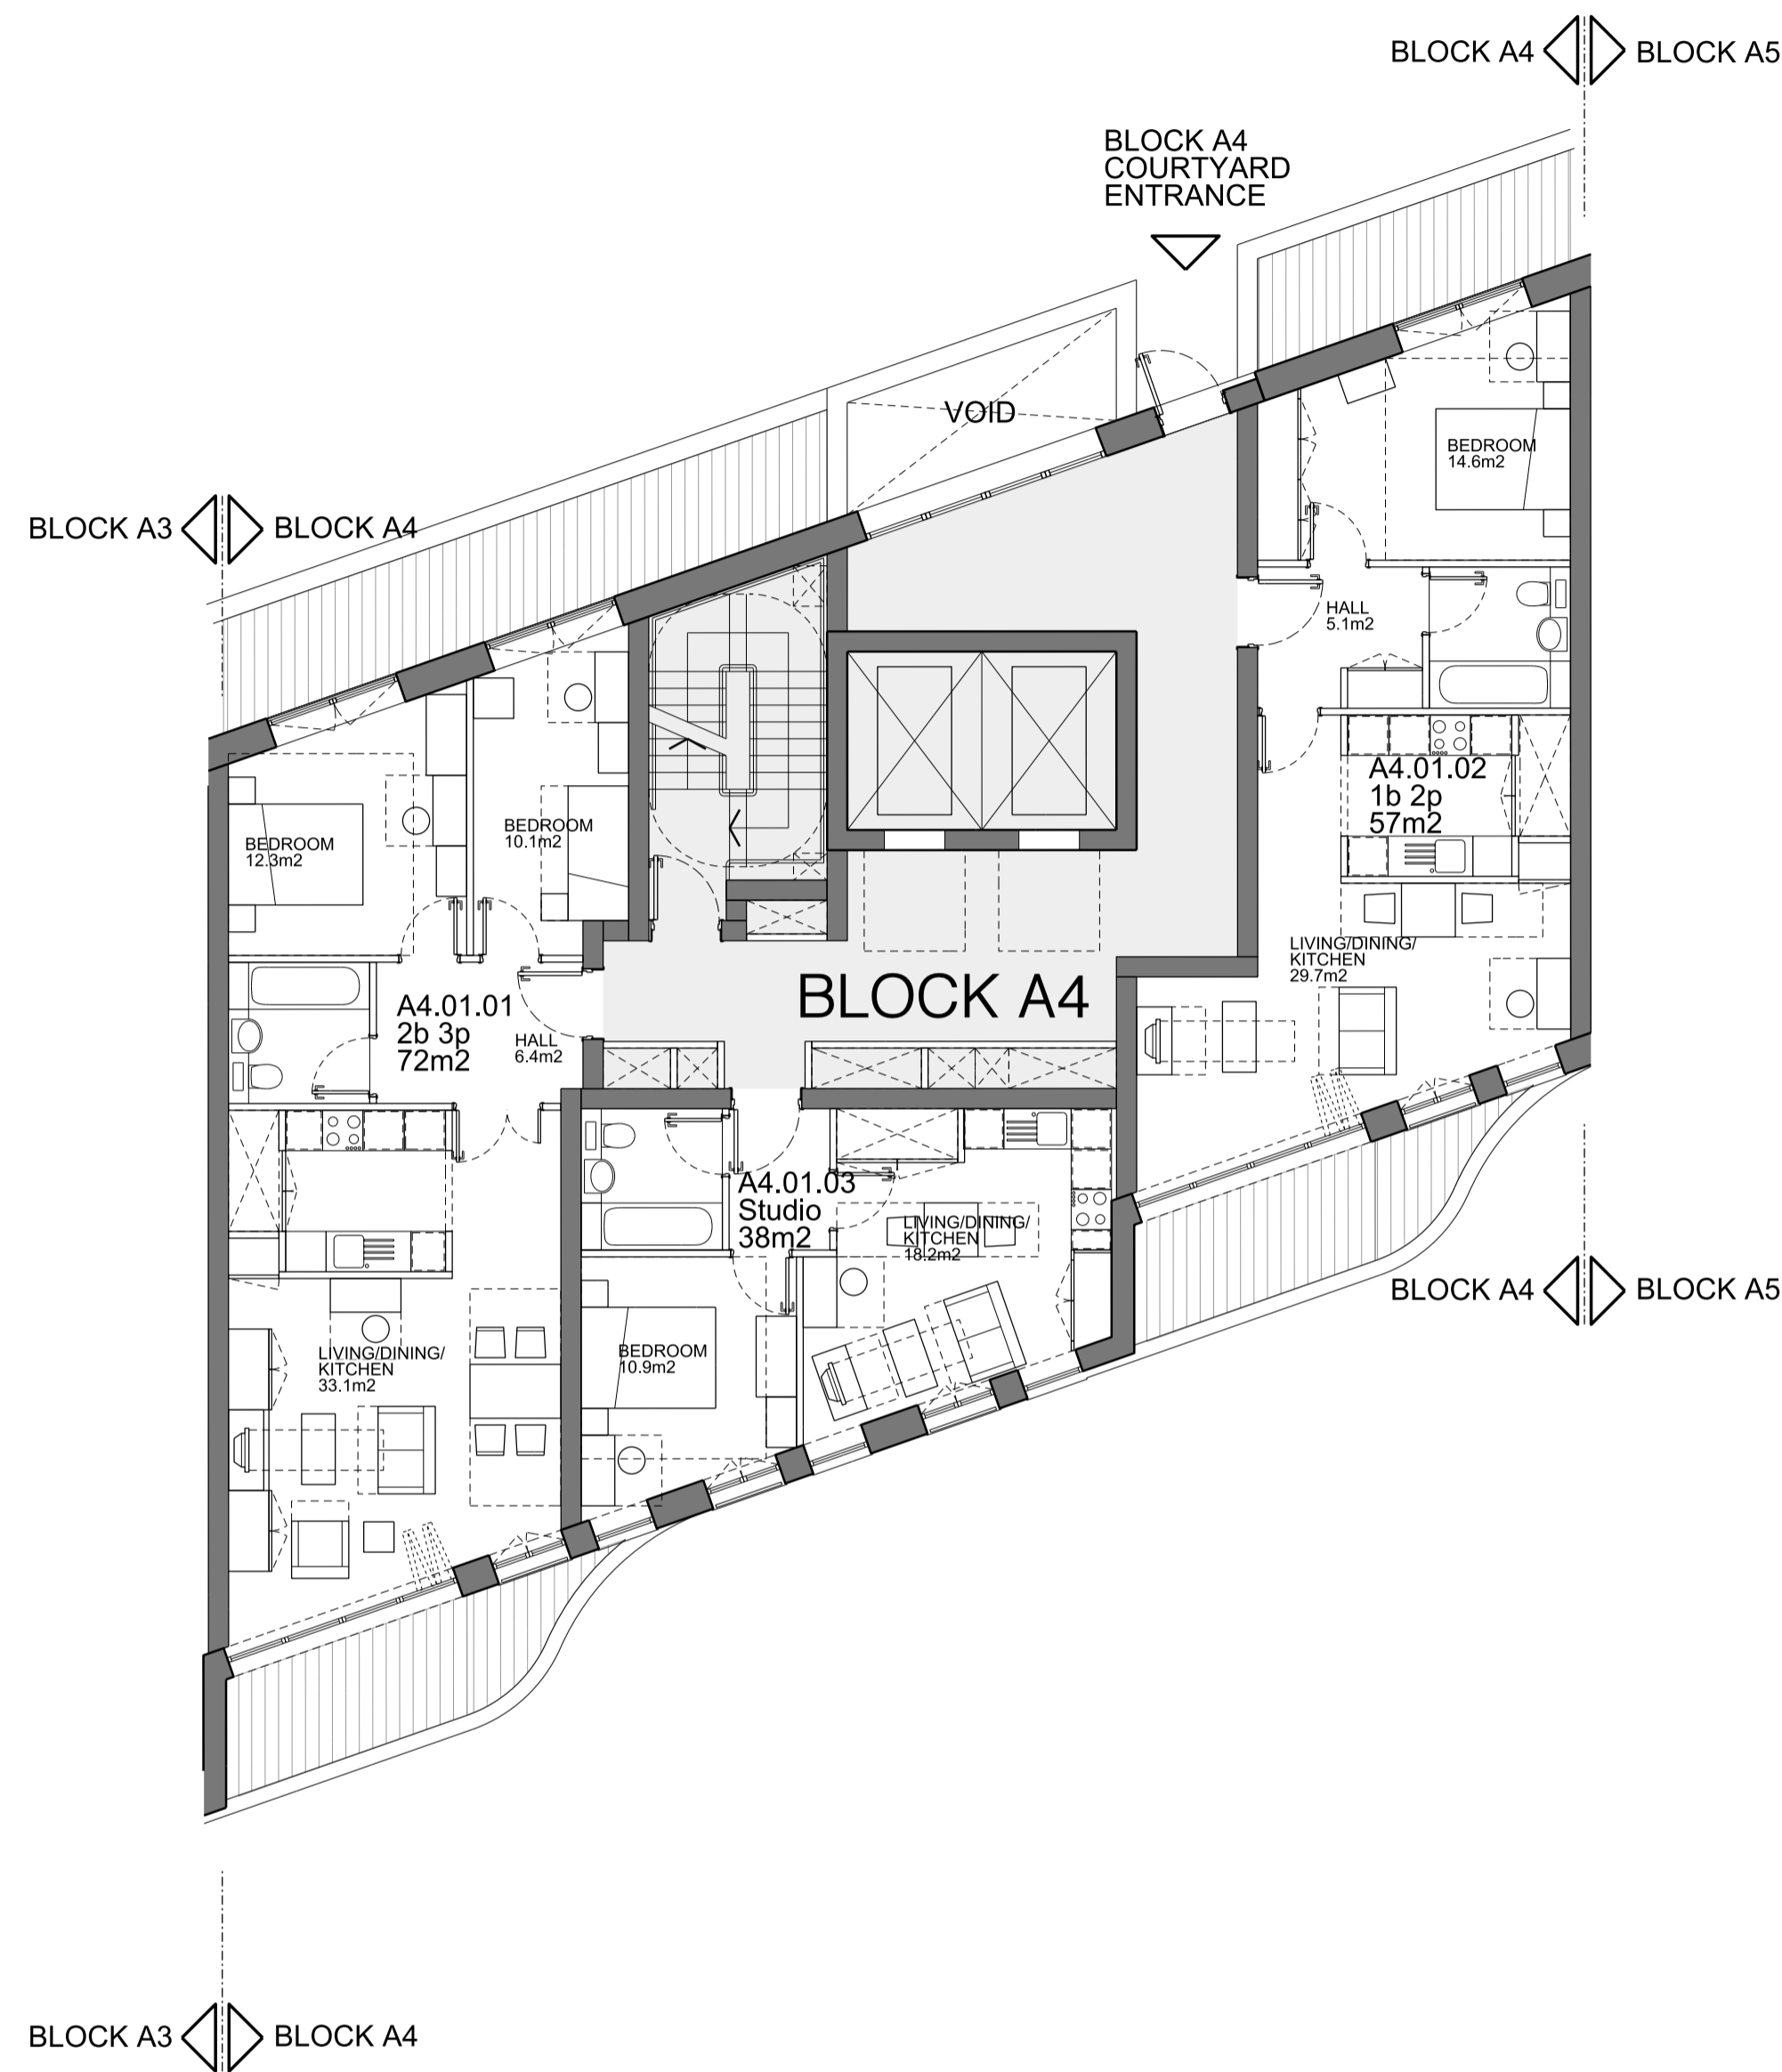 BLOCK A4
BLOCK A5
BLOCK A4
COURTYARD
ENTRANCE
VOID
BEDROOM
14.6m2
BLOCK A3
BLOCK A4
HALL
5.1m2
A4.01.02
1b 2p
57m2
BEDROOM
12.3m2
BEDROOM
10.1m2
LIVING/DINING/
KITCHEN
29.7m2
BLOCK A4
A4.01.01
2b 3p
72m2
HALL
6.4m2
A4.01.03
Studio
38m2
LIVING/DINING/
KITCHEN
18.2m2
BLOCK A4
BLOCK A5
LIVING/DINING/
KITCHEN
33.1m2
BEDROOM
10.9m2
BLOCK A3
BLOCK A4